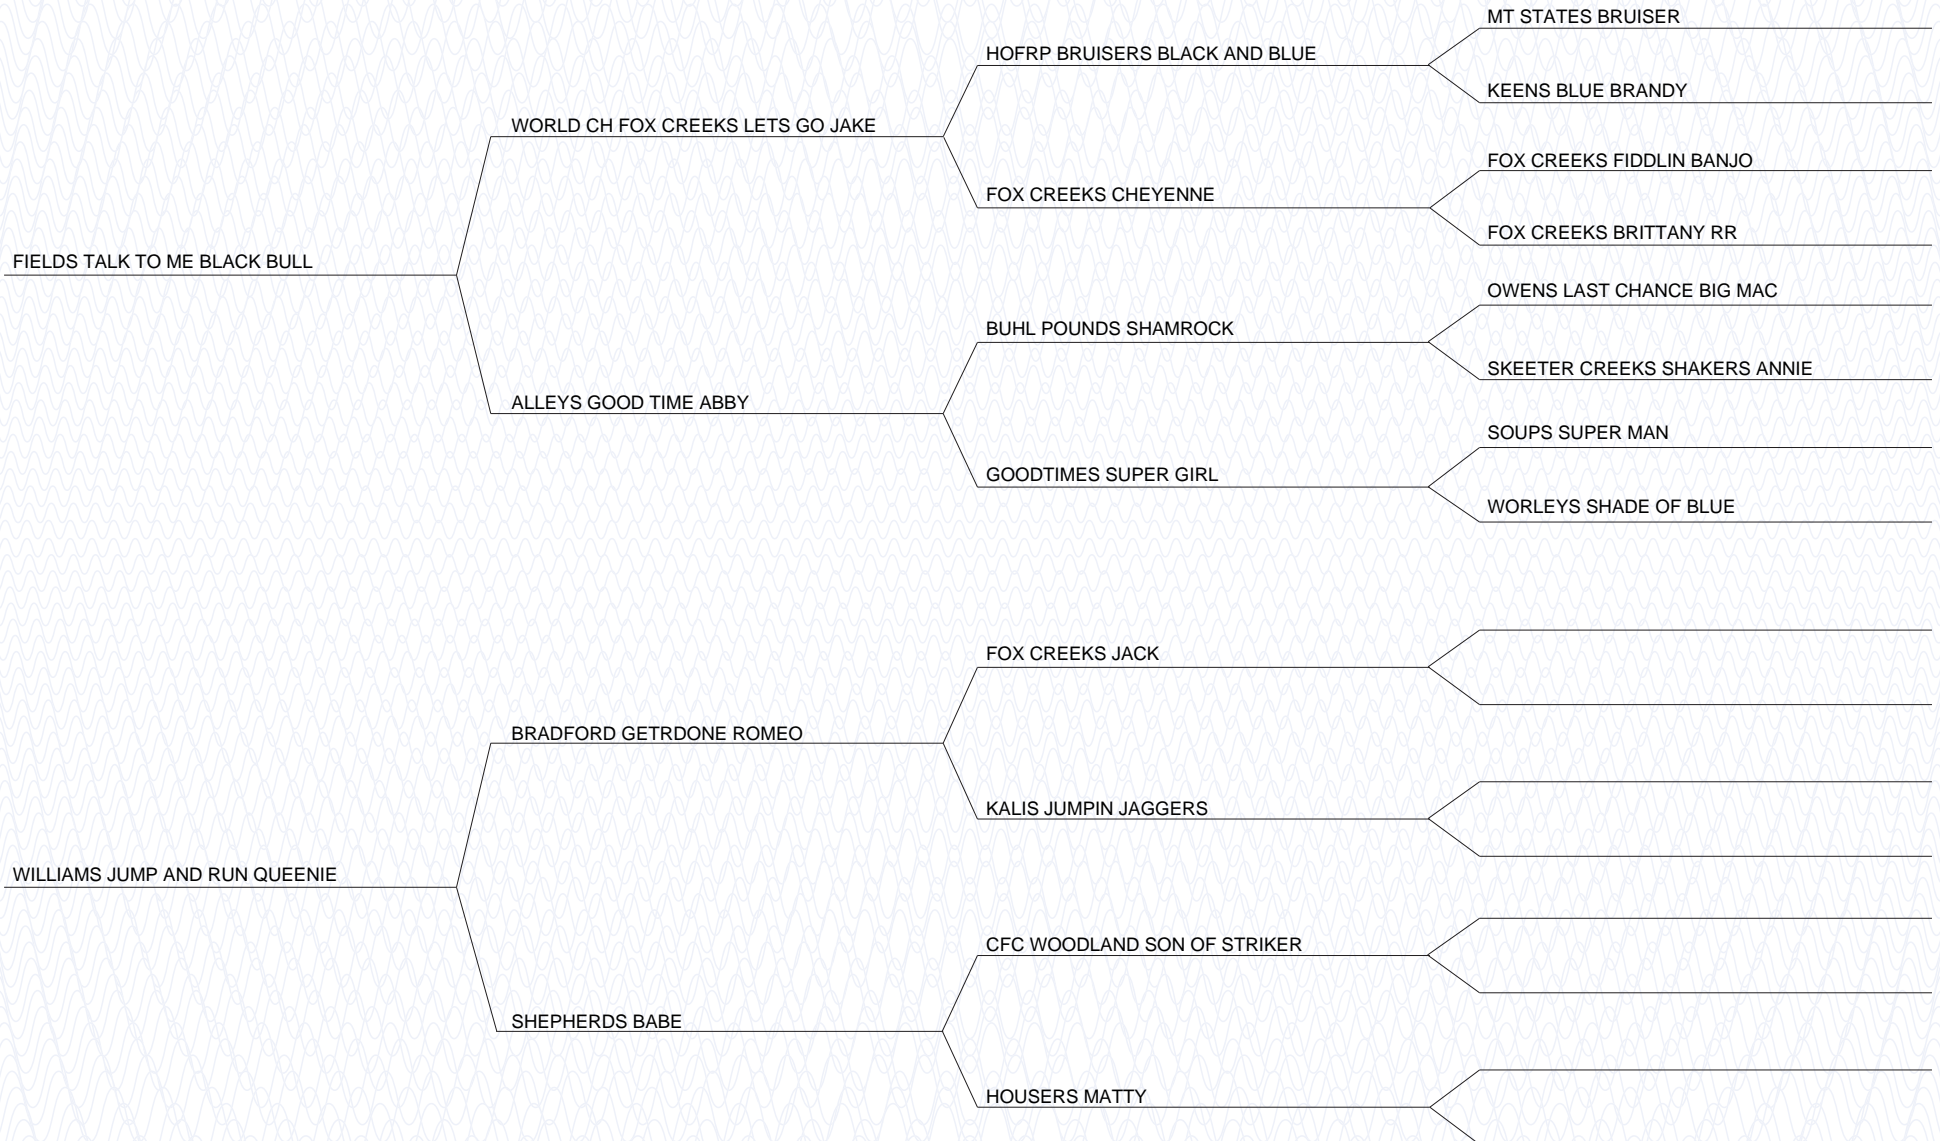 MT STATES BRUISER
HOFRP BRUISERS BLACK AND BLUE
KEENS BLUE BRANDY
WORLD CH FOX CREEKS LETS GO JAKE
FOX CREEKS FIDDLIN BANJO
FOX CREEKS CHEYENNE
FOX CREEKS BRITTANY RR
FIELDS TALK TO ME BLACK BULL
OWENS LAST CHANCE BIG MAC
BUHL POUNDS SHAMROCK
SKEETER CREEKS SHAKERS ANNIE
ALLEYS GOOD TIME ABBY
SOUPS SUPER MAN
GOODTIMES SUPER GIRL
WORLEYS SHADE OF BLUE
FOX CREEKS JACK
BRADFORD GETRDONE ROMEO
KALIS JUMPIN JAGGERS
WILLIAMS JUMP AND RUN QUEENIE
CFC WOODLAND SON OF STRIKER
SHEPHERDS BABE
HOUSERS MATTY